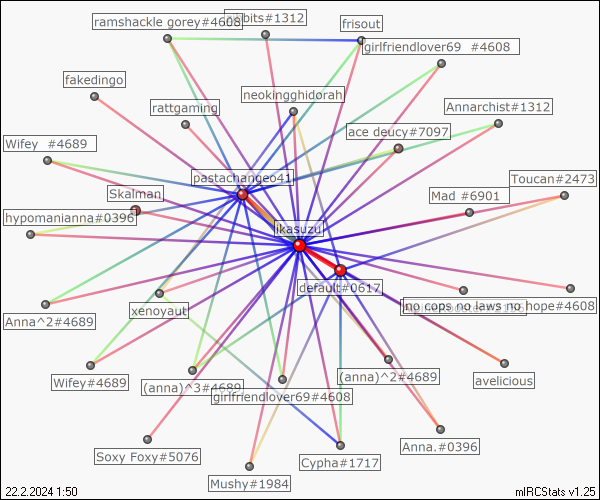 ramshackle gorey#4608
#1312
frisout
girlfriendlover69 #4608
fakedingo
neokingghidorah
rattgaming
Annarchist#1312
ace deucy#7097
Wifey #4689
pastachangeo41
Toucan#2473
Skalman
Mad #6901
hypomanianna#0396
ikasuzu
default#0617
no cops no laws no hope#4608
xenoyaut
Anna^2#4689
Wifey#4689
(anna)^3#4689
(anna)^2#4689
avelicious
girlfriendlover69#4608
Anna.#0396
Soxy Foxy#5076
Cypha#1717
Mushy#1984
22.2.2024 1:50
mIRCStats v1.25